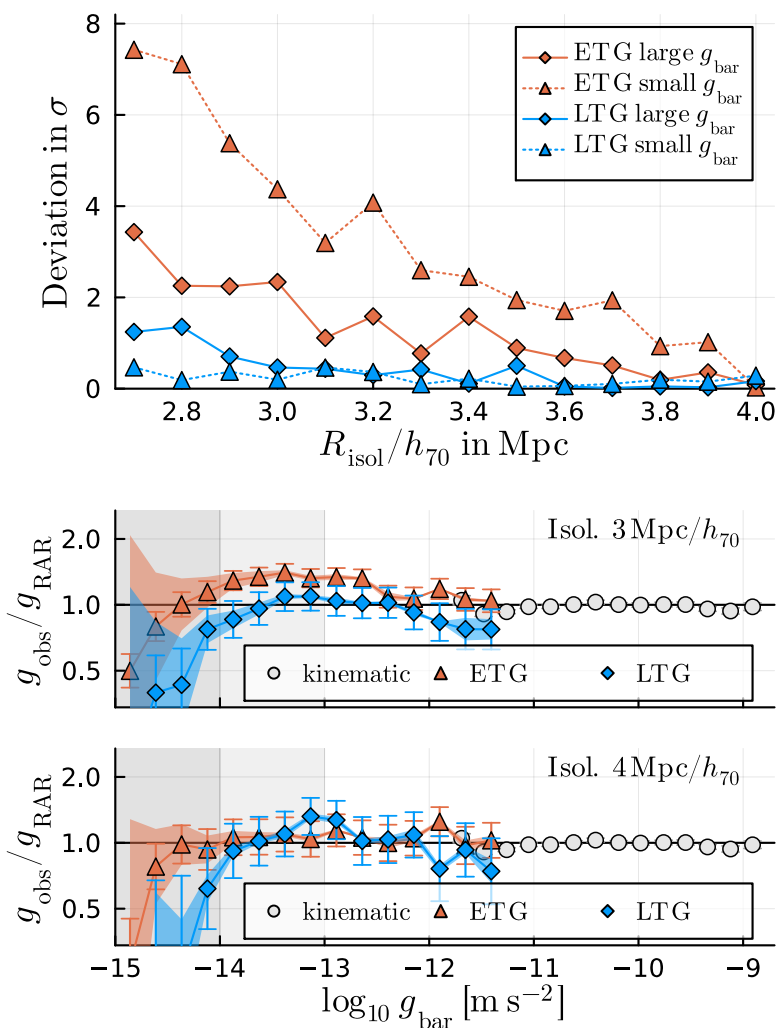 8
6
4
2
0
Deviation in σ
ETG large g_bar
ETG small g_bar
LTG large g_bar
LTG small g_bar
2.8 3.0 3.2 3.4 3.6 3.8 4.0
R_isol/h_70 in Mpc
2.0
1.0
0.5
g_obs/g_RAR
Isol. 3 Mpc/h_70
kinematic ETG LTG
2.0
1.0
0.5
g_obs/g_RAR
Isol. 4 Mpc/h_70
kinematic ETG LTG
−15 −14 −13 −12 −11 −10 −9
log_10 g_bar [m s^−2]